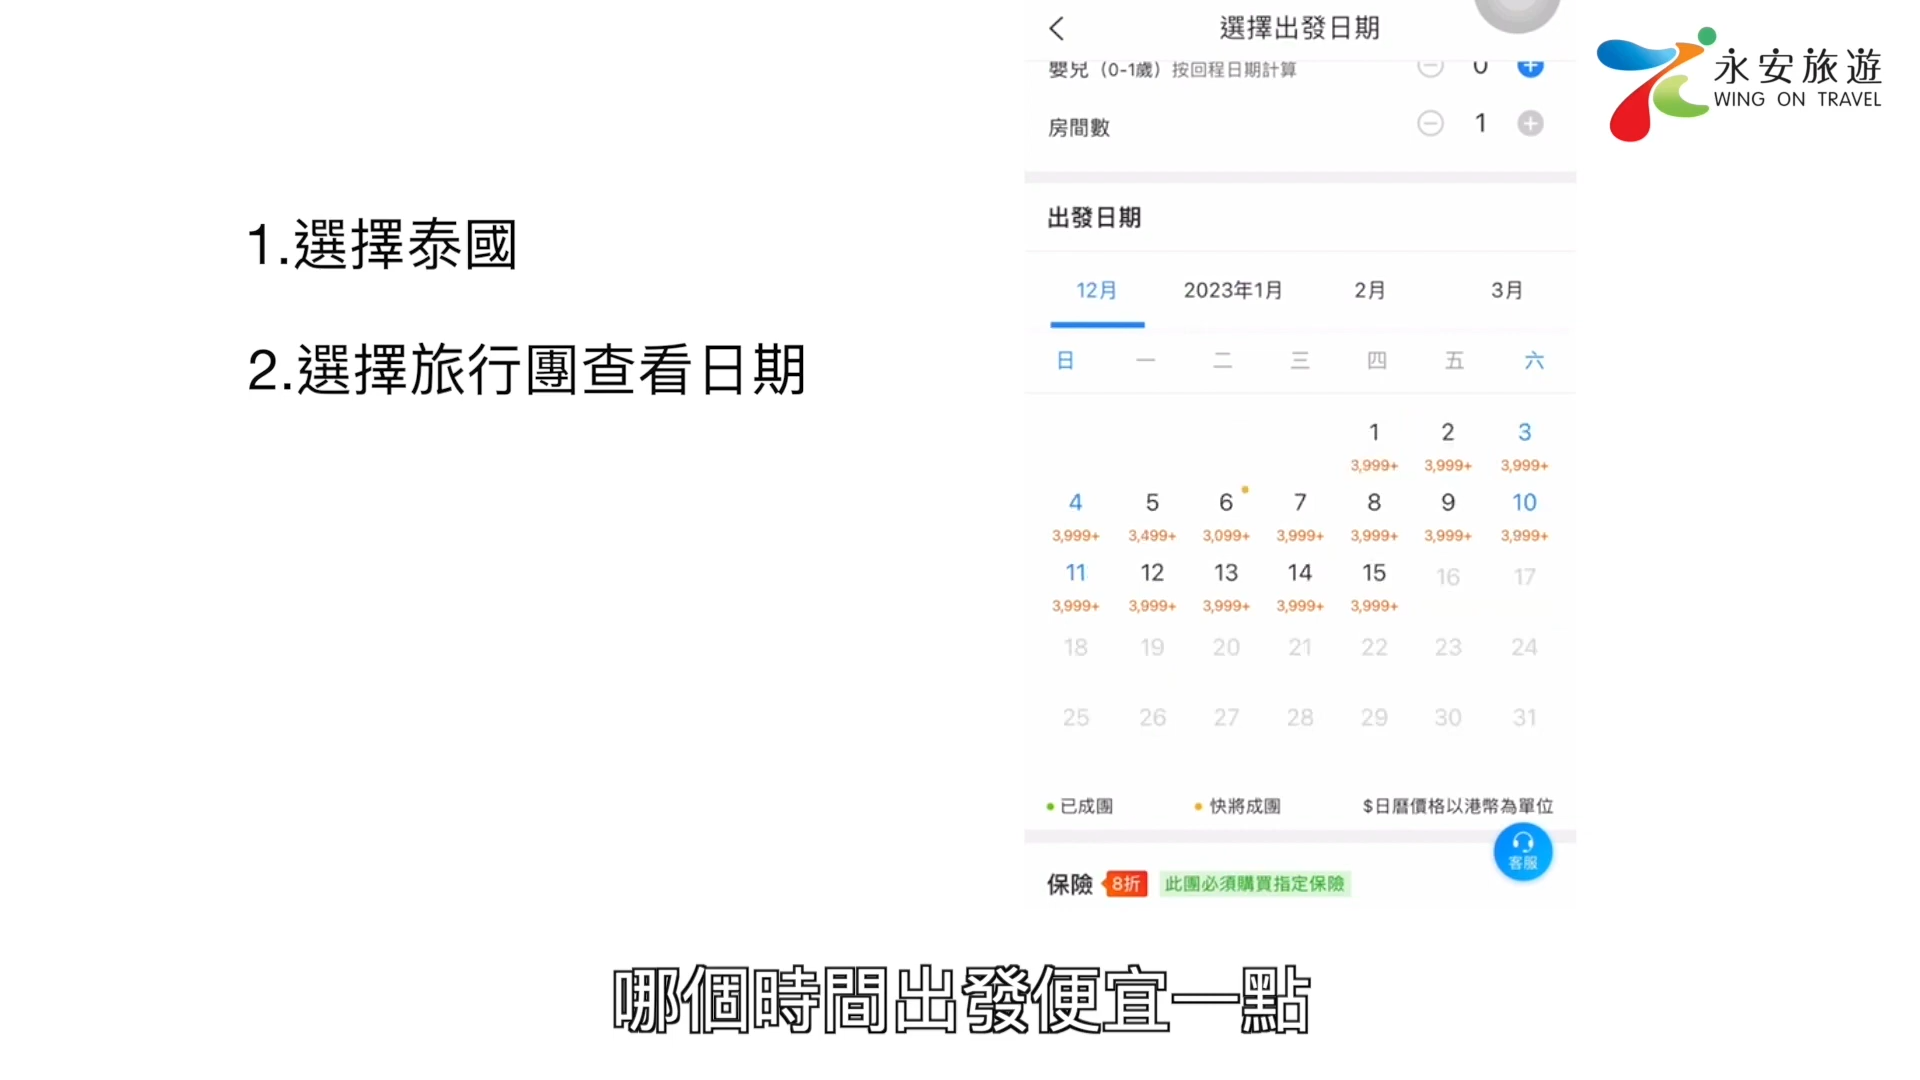 選擇出發日期
永安旅遊
WING ON TRAVEL
嬰兒（0-1歲）按回程日期計算 0
房間數 1
1.選擇泰國
2.選擇旅行團查看日期
出發日期
12月 2023年1月 2月 3月
日 一 二 三 四 五 六
1 2 3
3,999+ 3,999+ 3,999+
4 5 6 7 8 9 10
3,999+ 3,499+ 3,099+ 3,999+ 3,999+ 3,999+ 3,999+
11 12 13 14 15 16 17
3,999+ 3,999+ 3,999+ 3,999+ 3,999+
18 19 20 21 22 23 24
25 26 27 28 29 30 31
已成團 快將成團 $日曆價格以港幣為單位
客服
保險 8折 此團必須購買指定保險
哪個時間出發便宜一點